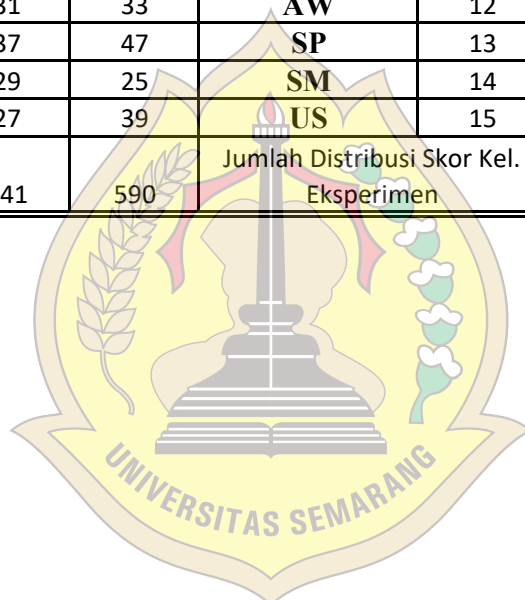 31 33 AW 12
37 47 SP 13
29 25 SM 14
27 39 US 15
Jumlah Distribusi Skor Kel.
41 590 Eksperimen
UNIVERSITAS SEMARANG